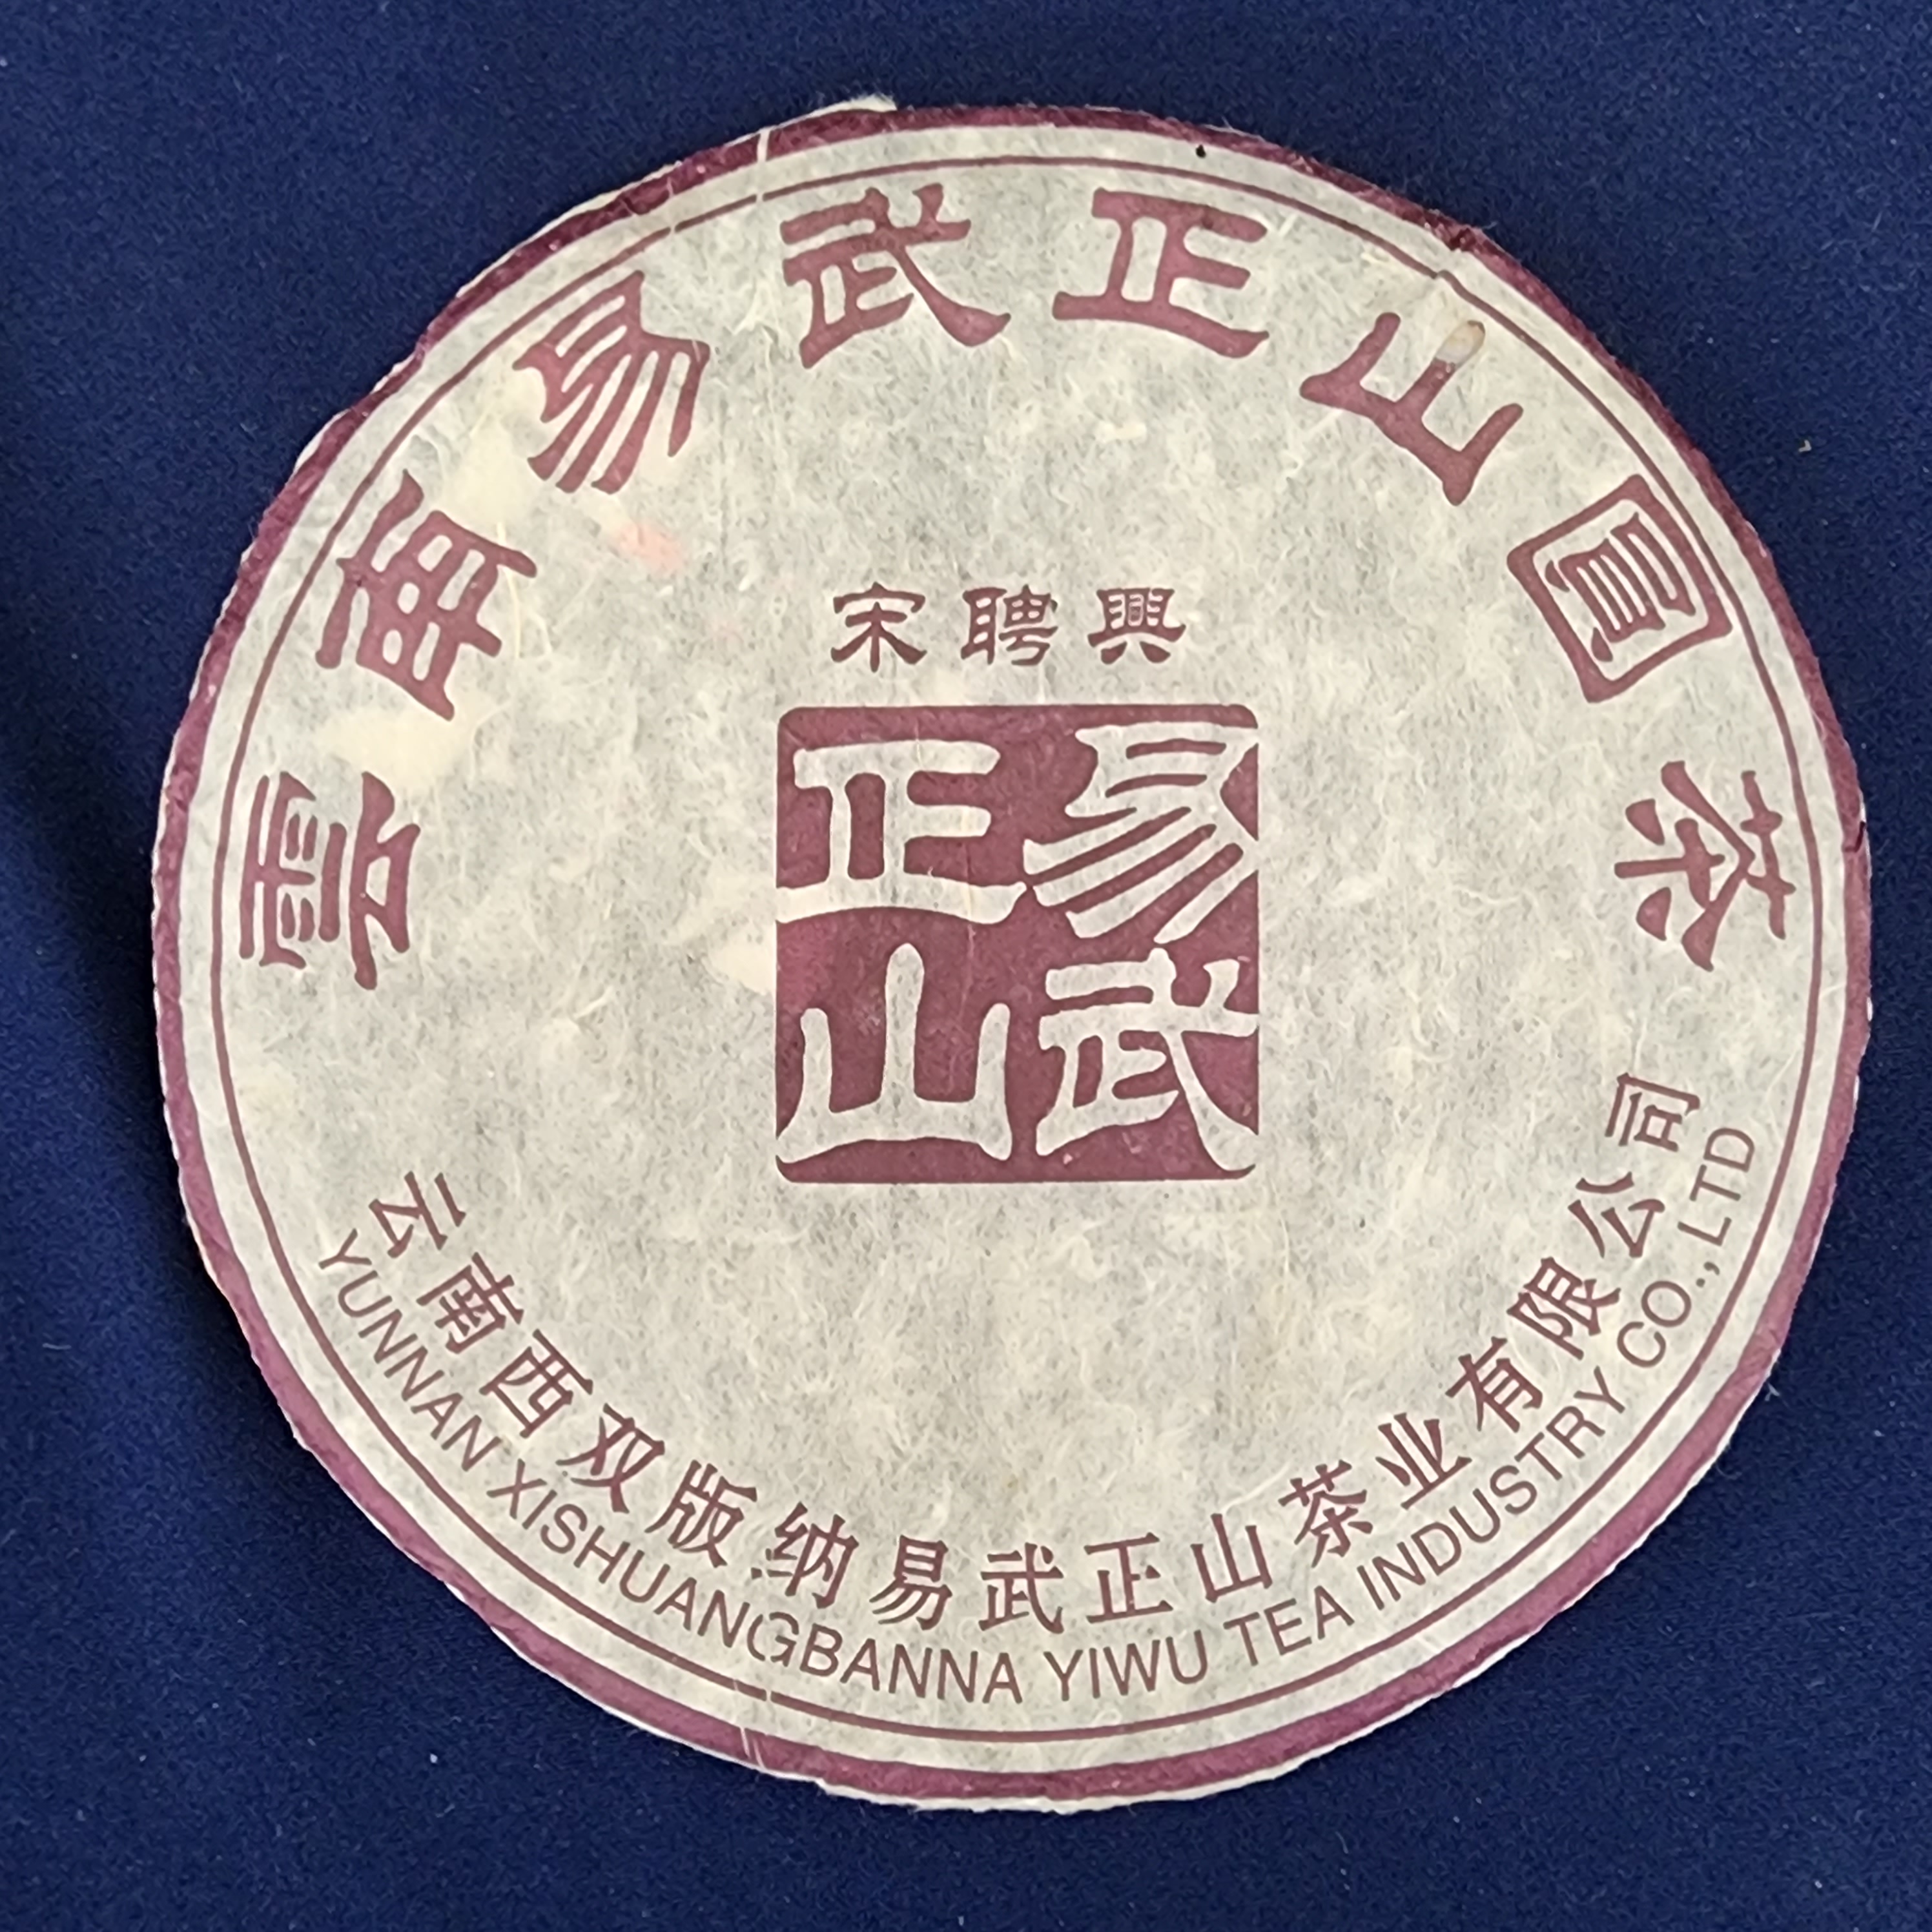 雲南易武正山圓茶
宋聘興
易武
正山
云南西双版纳易武正山茶业有限公司
YUNNAN XISHUANGBANNA YIWU TEA INDUSTRY CO.,LTD